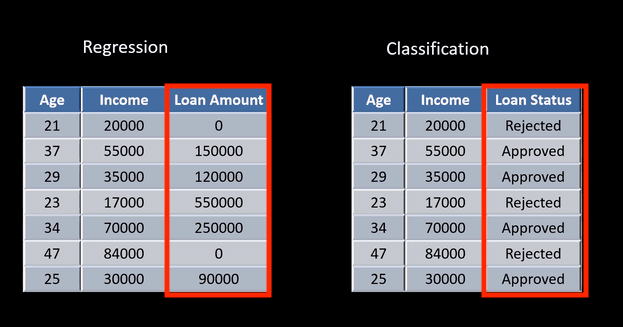 Regression
Age Income Loan Amount
21 20000 0
37 55000 150000
29 35000 120000
23 17000 550000
34 70000 250000
47 84000 0
25 30000 90000
Classification
Age Income Loan Status
21 20000 Rejected
37 55000 Approved
29 35000 Approved
23 17000 Rejected
34 70000 Approved
47 84000 Rejected
25 30000 Approved